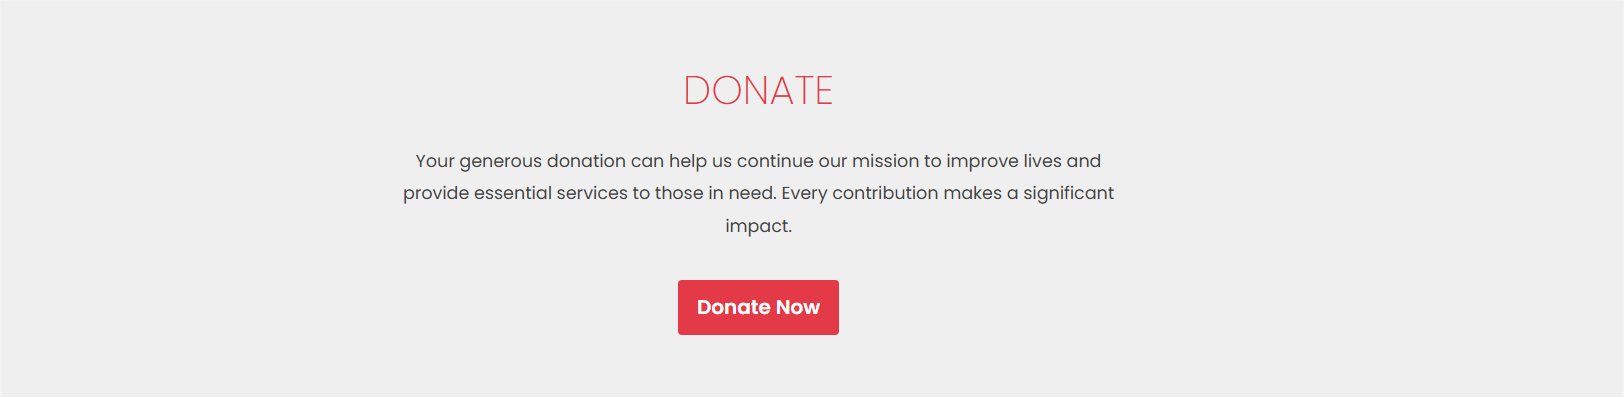 DONATE
Your generous donation can help us continue our mission to improve lives and
provide essential services to those in need. Every contribution makes a significant
impact.
Donate Now